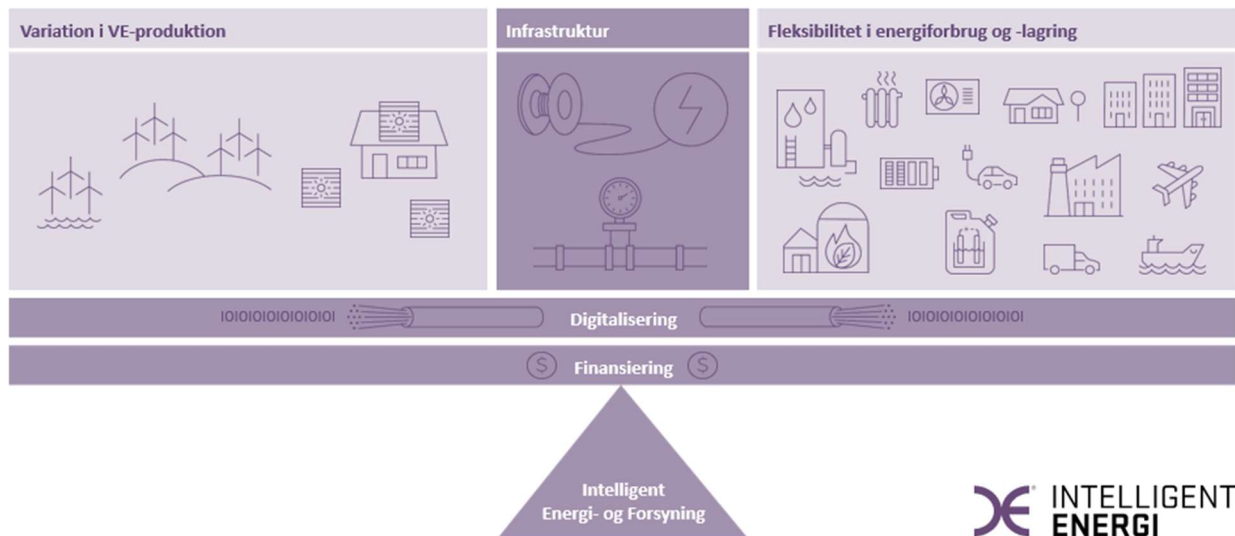 Variation i VE-produktion
Infrastruktur
Fleksibilitet i energiforbrug og -lagring
IOIOIOIOIOIOIOIOI
Digitalisering
IOIOIOIOIOIOIOIOI
$
Finansiering
$
Intelligent
Energi- og Forsyning
INTELLIGENT
ENERGI